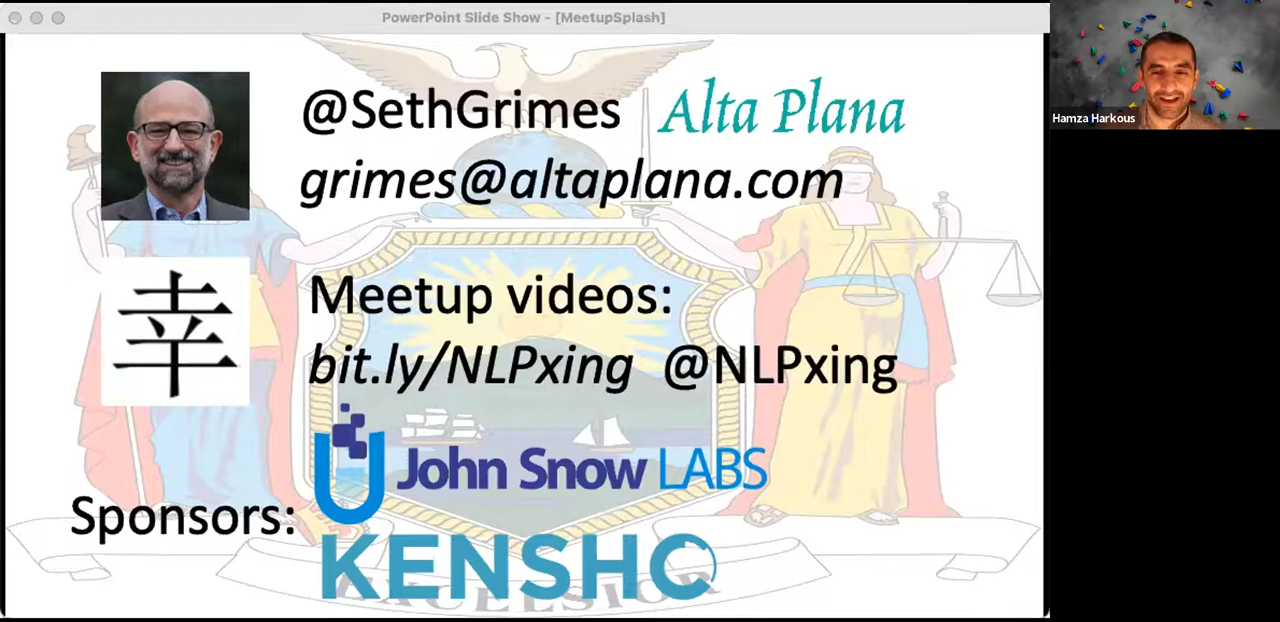 PowerPoint Slide Show - [MeetupSplash]
@SethGrimes Alta Plana
grimes@altaplana.com
幸
Meetup videos:
bit.ly/NLPxing @NLPxing
John Snow LABS
Sponsors:
KENSHO
EXCELSIOR
Hamza Harkous